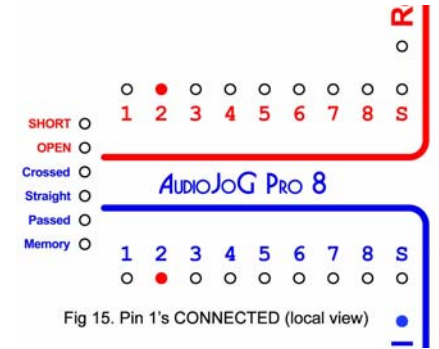 R
1 2 3 4 5 6 7 8 S
SHORT
OPEN
Crossed
Straight
Passed
Memory
AUDIOJOG PRO 8
1 2 3 4 5 6 7 8 S
Fig 15. Pin 1's CONNECTED (local view)